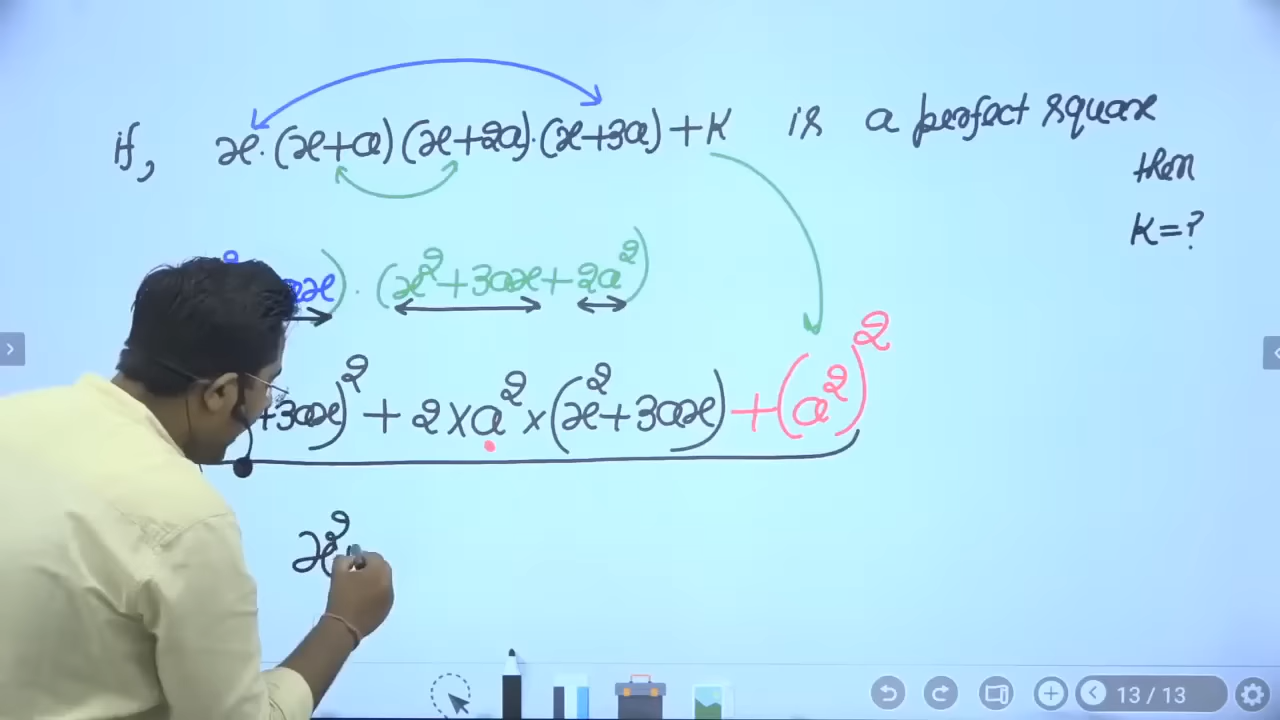 if, x·(x+a)(x+2a)·(x+3a)+K is a perfect square
then
K=?
ax)·(x²+3ax+2a²)
+3ax)²+2×a²×(x²+3ax)+(a²)²
x²
13 / 13